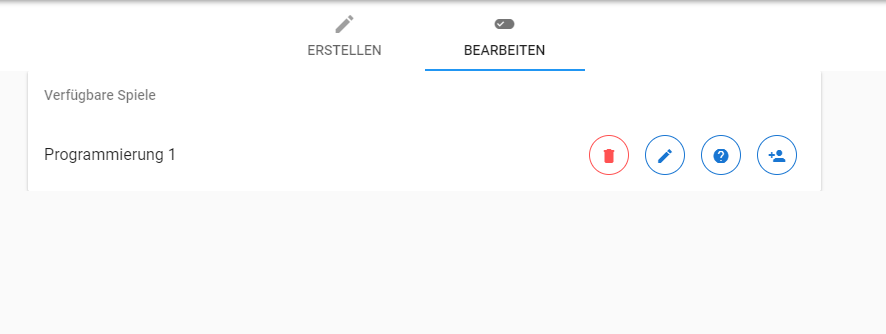 ERSTELLEN
BEARBEITEN
Verfügbare Spiele
Programmierung 1